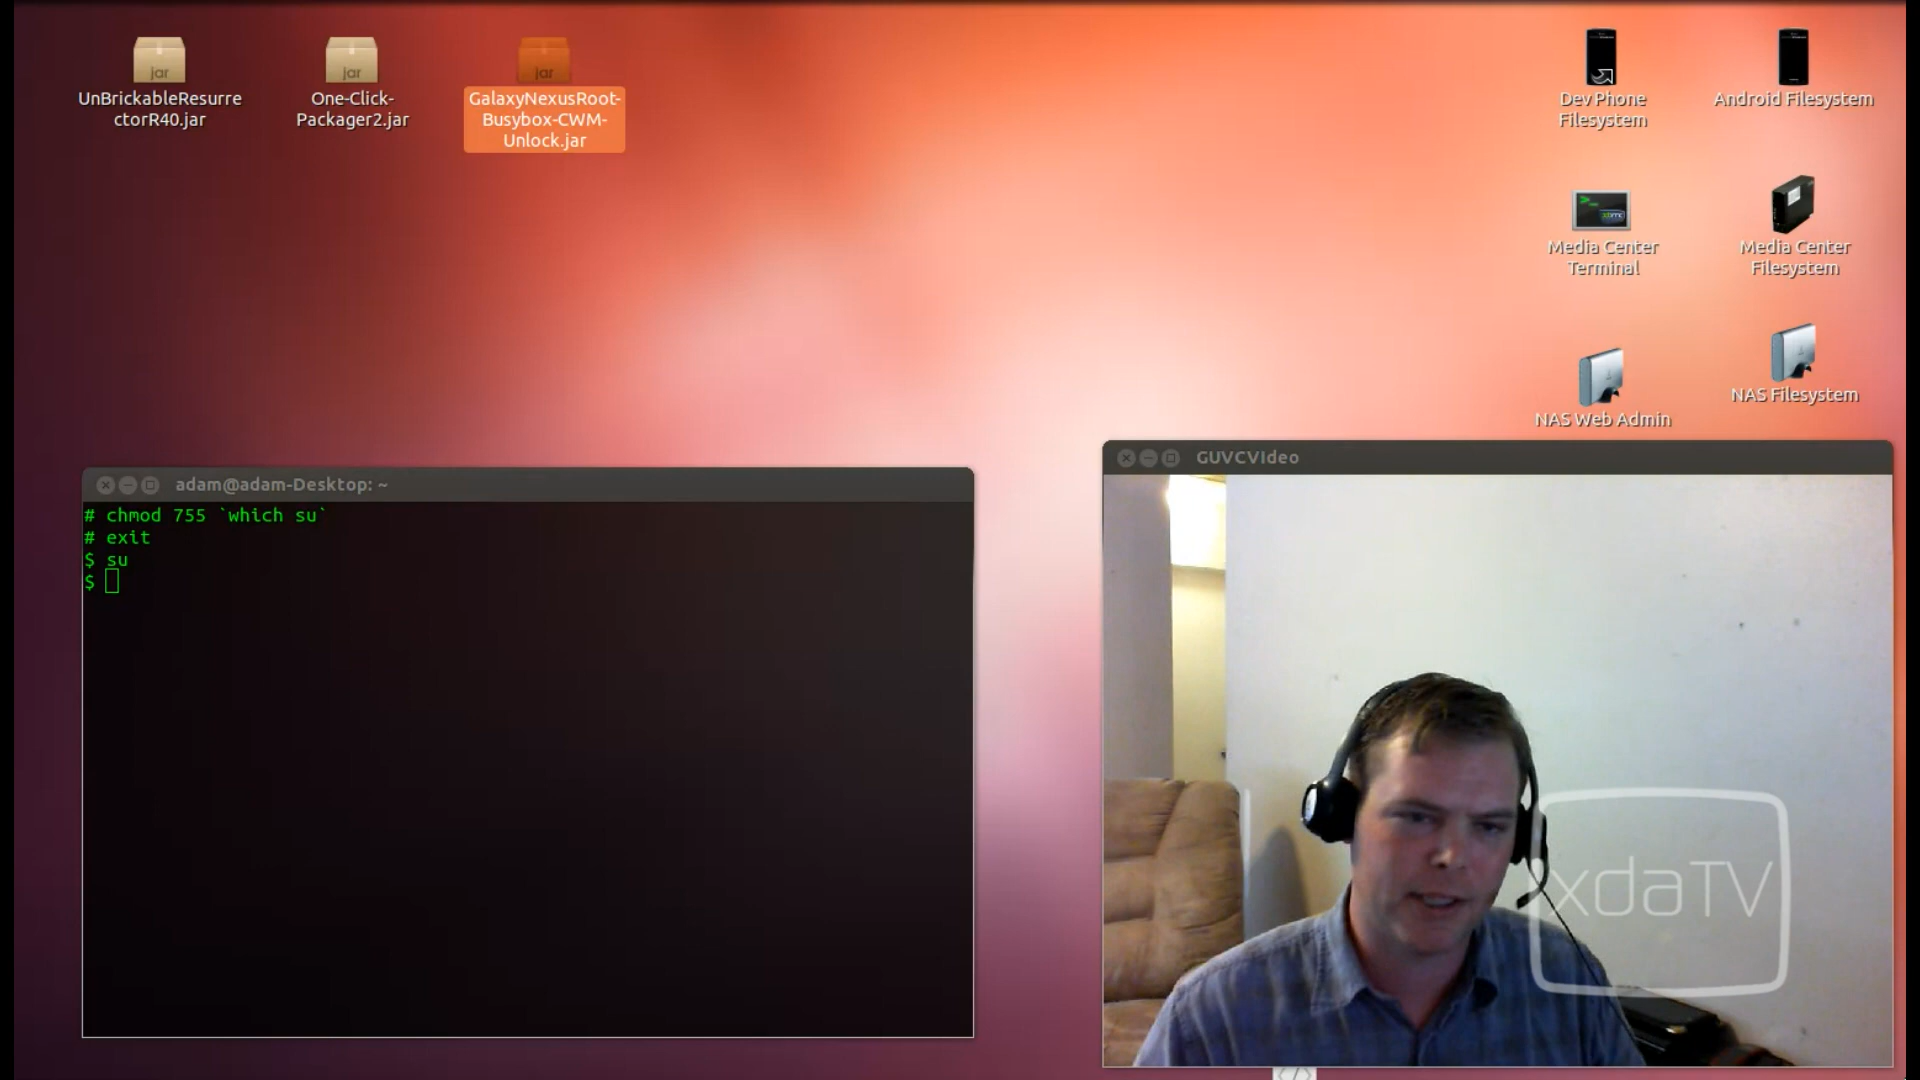 jar
UnBrickableResurre
ctorR40.jar
jar
One-Click-
Packager2.jar
jar
GalaxyNexusRoot-
Busybox-CWM-
Unlock.jar
Dev Phone
Filesystem
Android Filesystem
Media Center
Terminal
Media Center
Filesystem
NAS Web Admin
NAS Filesystem
adam@adam-Desktop: ~
# chmod 755 `which su`
# exit
$ su
$
GUVCVIdeo
xdaTV